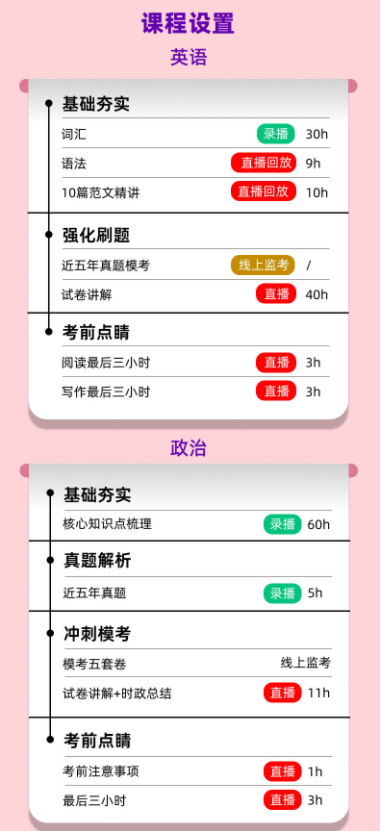 课程设置
英语
基础夯实
词汇 录播 30h
语法 直播回放 9h
10篇范文精讲 直播回放 10h
强化刷题
近五年真题模考 线上监考 /
试卷讲解 直播 40h
考前点睛
阅读最后三小时 直播 3h
写作最后三小时 直播 3h
政治
基础夯实
核心知识点梳理 录播 60h
真题解析
近五年真题 录播 5h
冲刺模考
模考五套卷 线上监考
试卷讲解+时政总结 直播 11h
考前点睛
考前注意事项 直播 1h
最后三小时 直播 3h